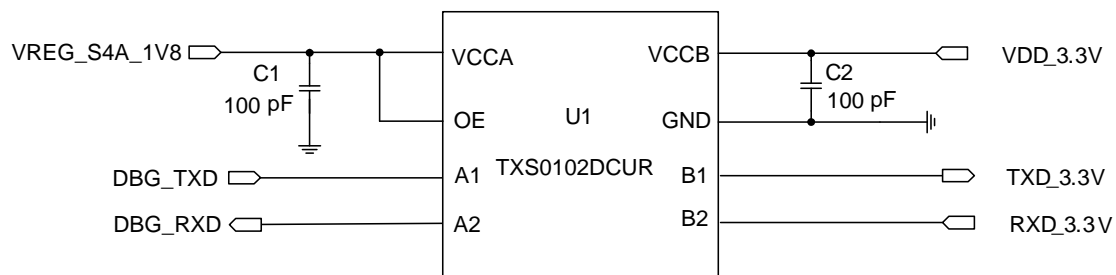 VREG_S4A_1V8
VCCA
VCCB
VDD_3.3V
C1
100 pF
C2
100 pF
OE
U1
GND
TXS0102DCUR
DBG_TXD
A1
B1
TXD_3.3V
DBG_RXD
A2
B2
RXD_3.3V